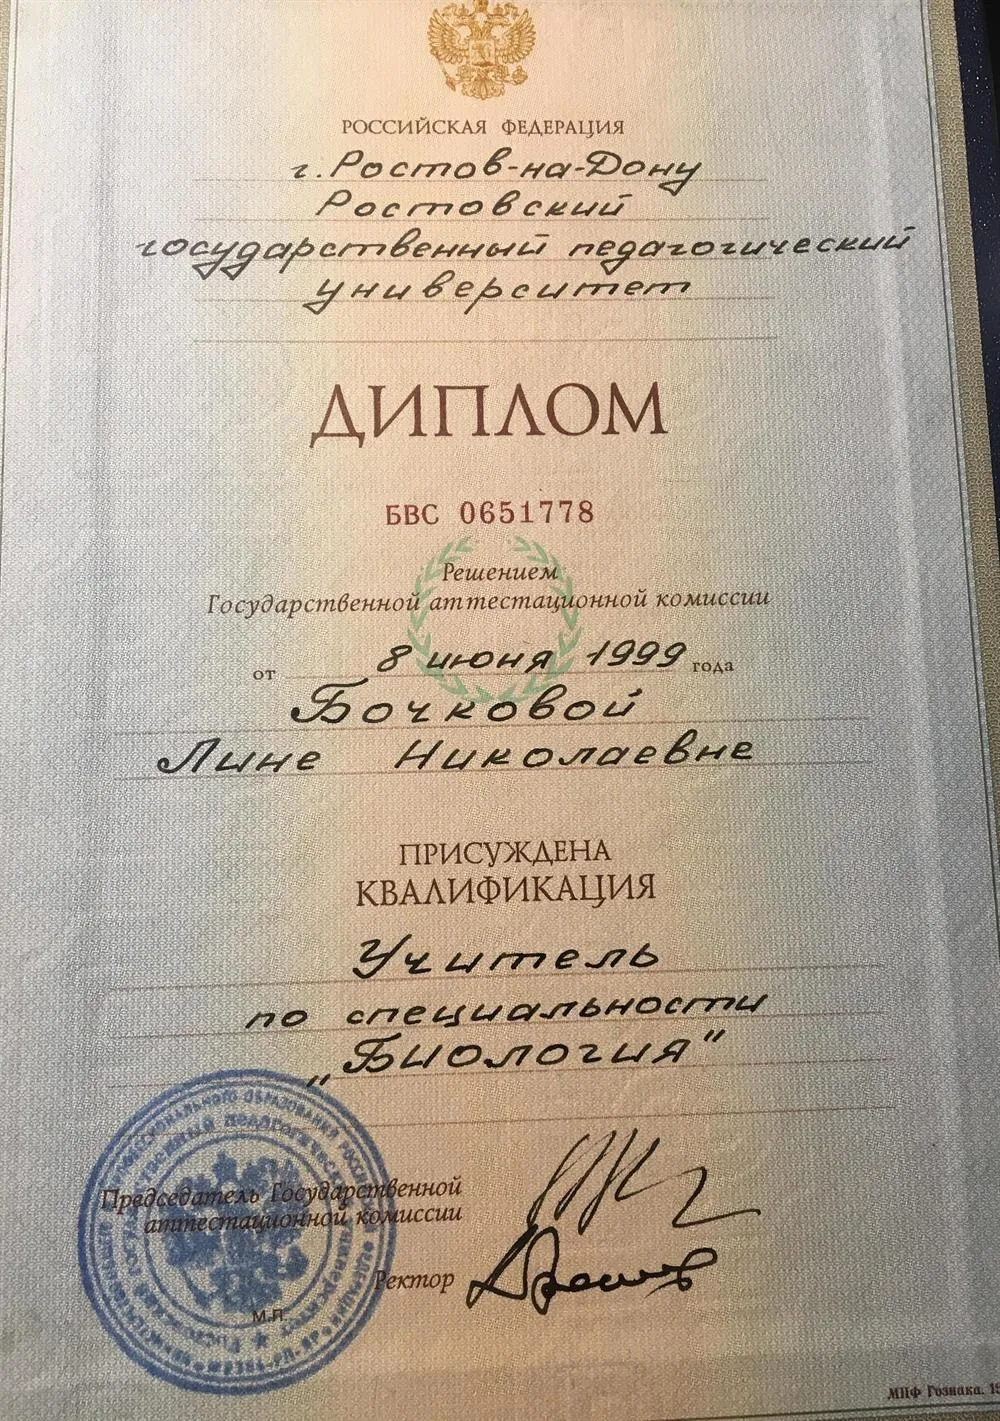 РОССИЙСКАЯ ФЕДЕРАЦИЯ
г. Ростов-на-Дону
Ростовский
государственный педагогический
университет
ДИПЛОМ
БВС 0651778
Решением
Государственной аттестационной комиссии
от 8 июня 1999 года
Бочковой
Лине Николаевне
ПРИСУЖДЕНА
КВАЛИФИКАЦИЯ
Учитель
по специальности
„Биология"
Председатель Государственной
аттестационной комиссии
Ректор
М.П.
МПФ Гознака.